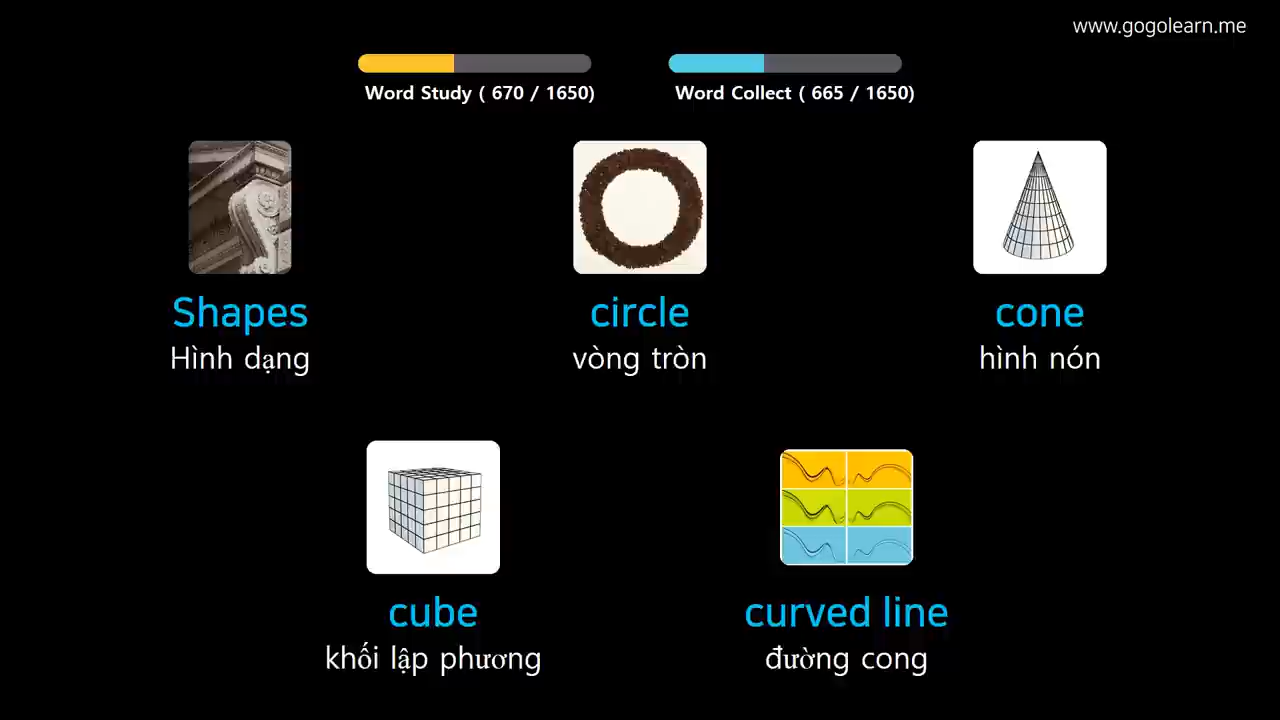 www.gogolearn.me
Word Study ( 670 / 1650)
Word Collect ( 665 / 1650)
Shapes
Hình dạng
circle
vòng tròn
cone
hình nón
cube
khối lập phương
curved line
đường cong